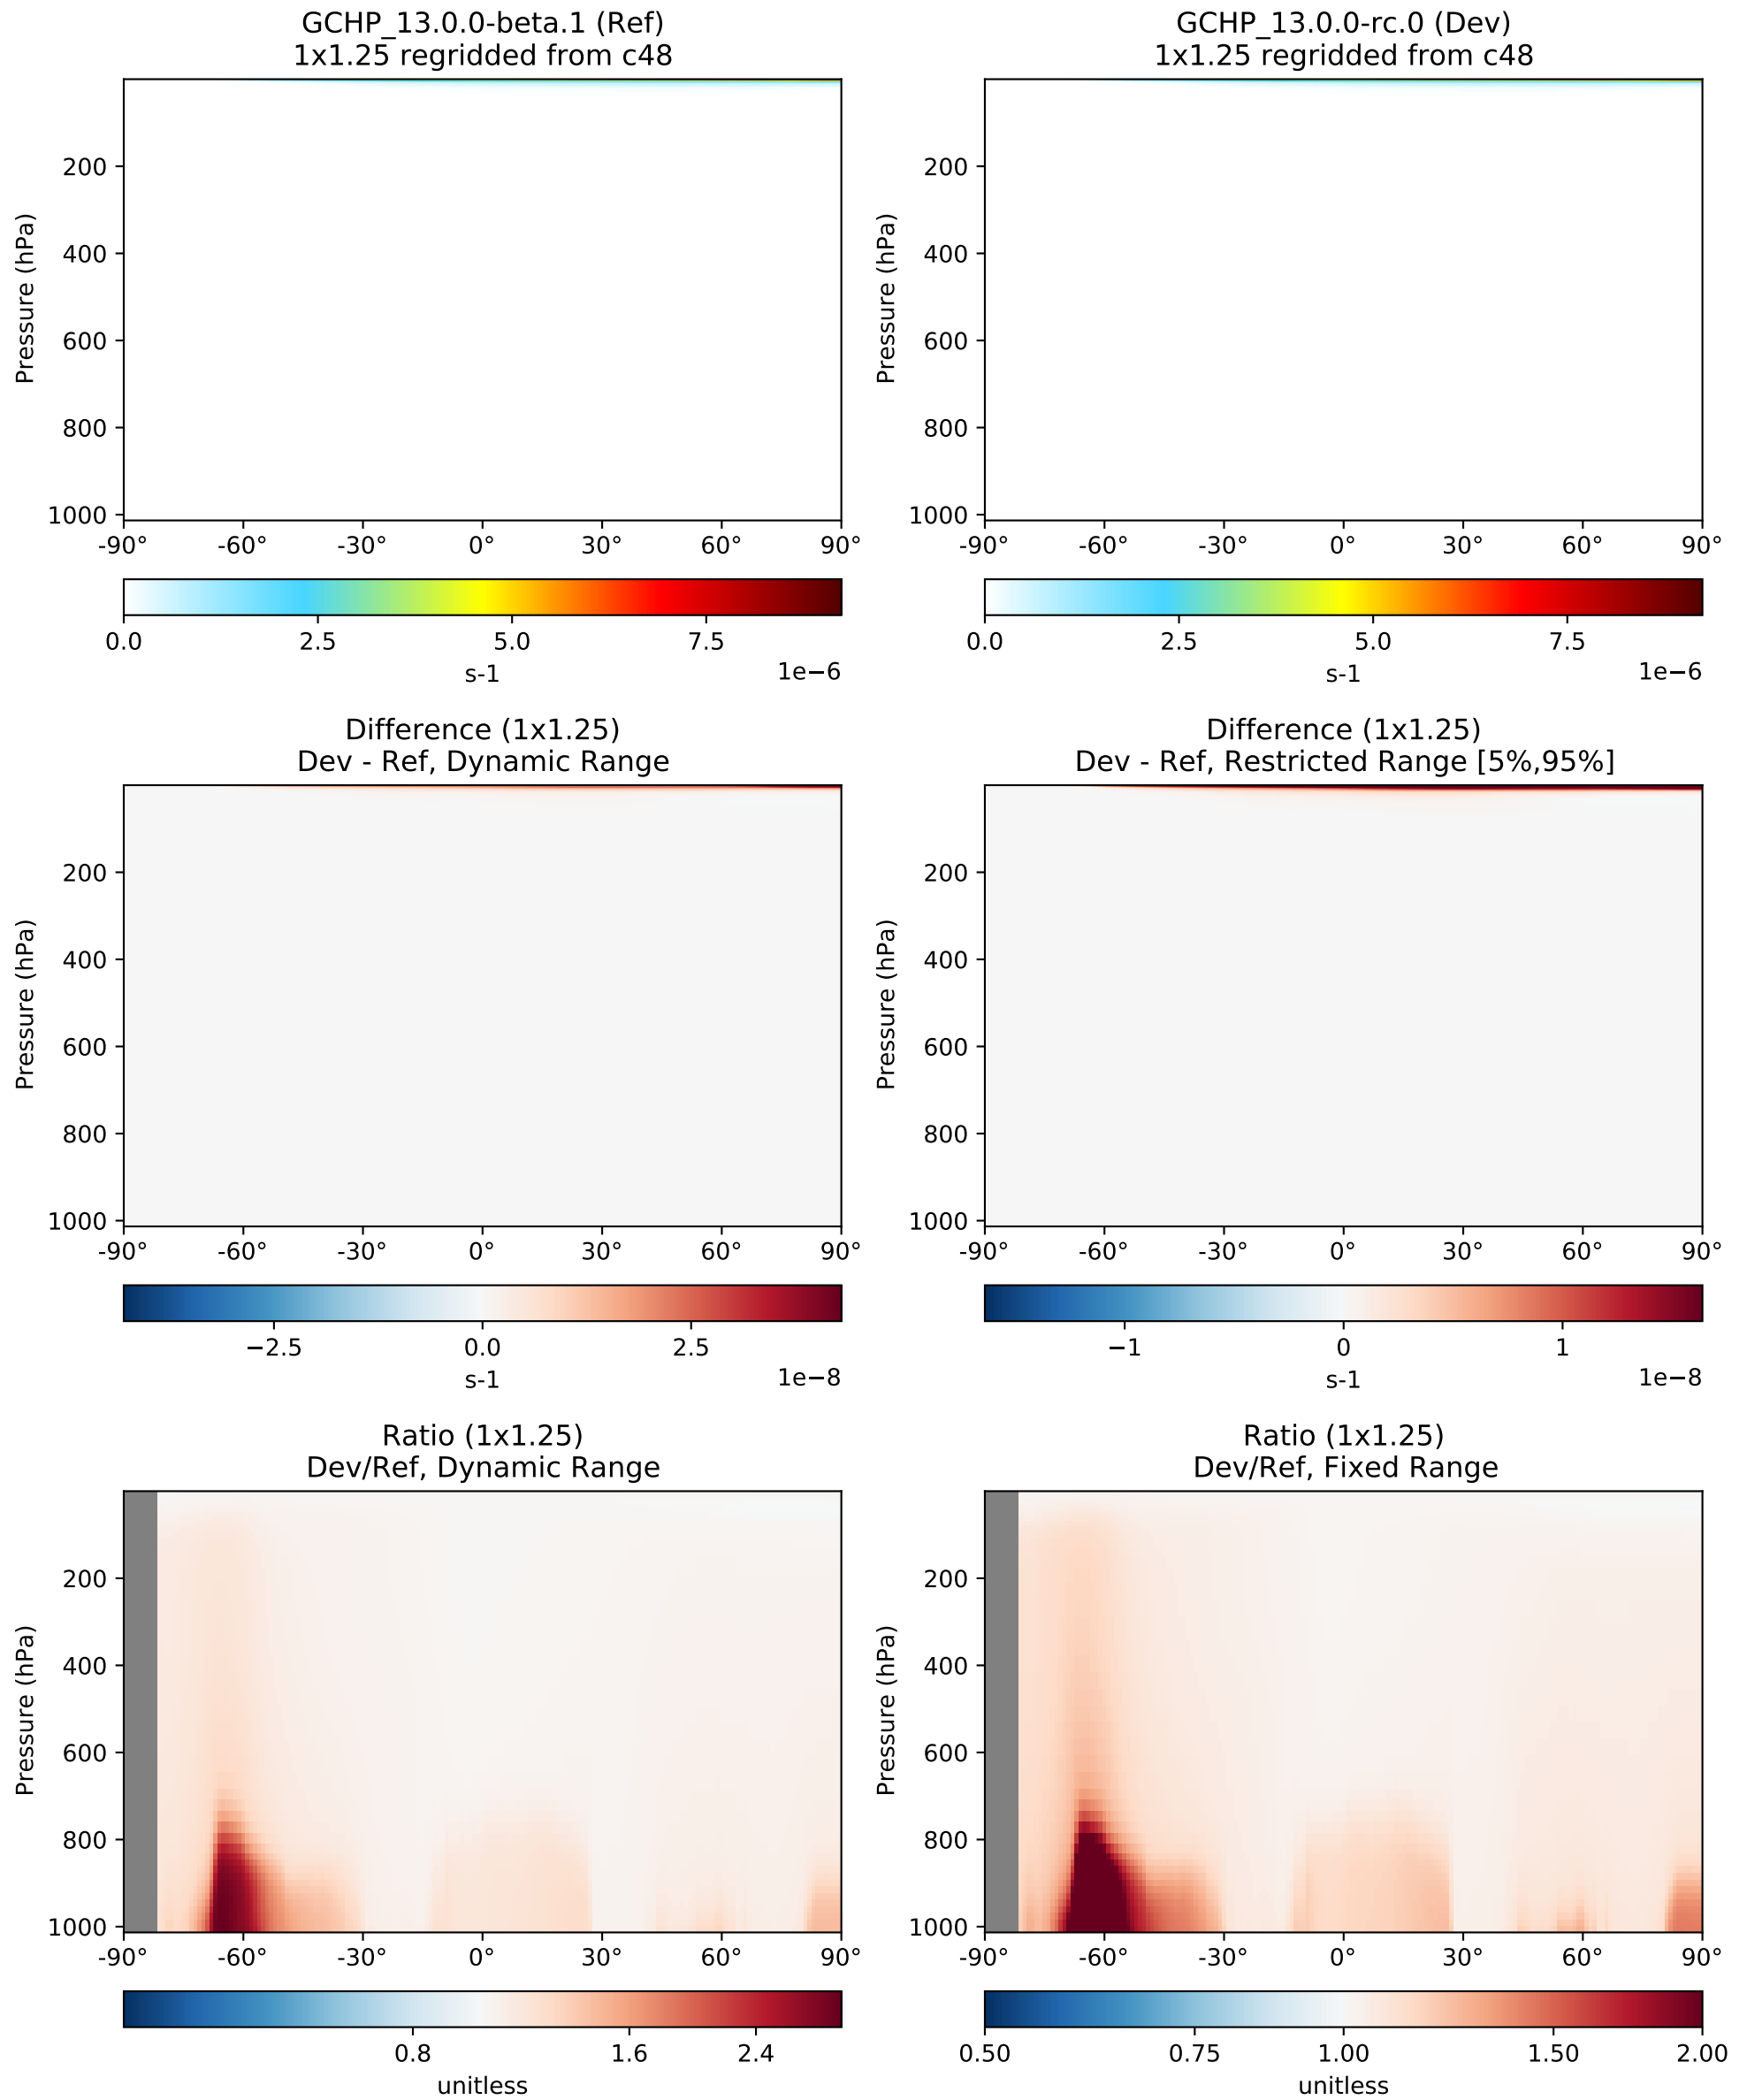 GCHP_13.0.0-beta.1 (Ref)
1x1.25 regridded from c48
Pressure (hPa)
200
400
600
800
1000
-90° -60° -30° 0° 30° 60° 90°
0.0 2.5 5.0 7.5
s-1
1e−6
GCHP_13.0.0-rc.0 (Dev)
1x1.25 regridded from c48
Pressure (hPa)
200
400
600
800
1000
-90° -60° -30° 0° 30° 60° 90°
0.0 2.5 5.0 7.5
s-1
1e−6
Difference (1x1.25)
Dev - Ref, Dynamic Range
Pressure (hPa)
200
400
600
800
1000
-90° -60° -30° 0° 30° 60° 90°
−2.5 0.0 2.5
s-1
1e−8
Difference (1x1.25)
Dev - Ref, Restricted Range [5%,95%]
Pressure (hPa)
200
400
600
800
1000
-90° -60° -30° 0° 30° 60° 90°
−1 0 1
s-1
1e−8
Ratio (1x1.25)
Dev/Ref, Dynamic Range
Pressure (hPa)
200
400
600
800
1000
-90° -60° -30° 0° 30° 60° 90°
0.8 1.6 2.4
unitless
Ratio (1x1.25)
Dev/Ref, Fixed Range
Pressure (hPa)
200
400
600
800
1000
-90° -60° -30° 0° 30° 60° 90°
0.50 0.75 1.00 1.50 2.00
unitless